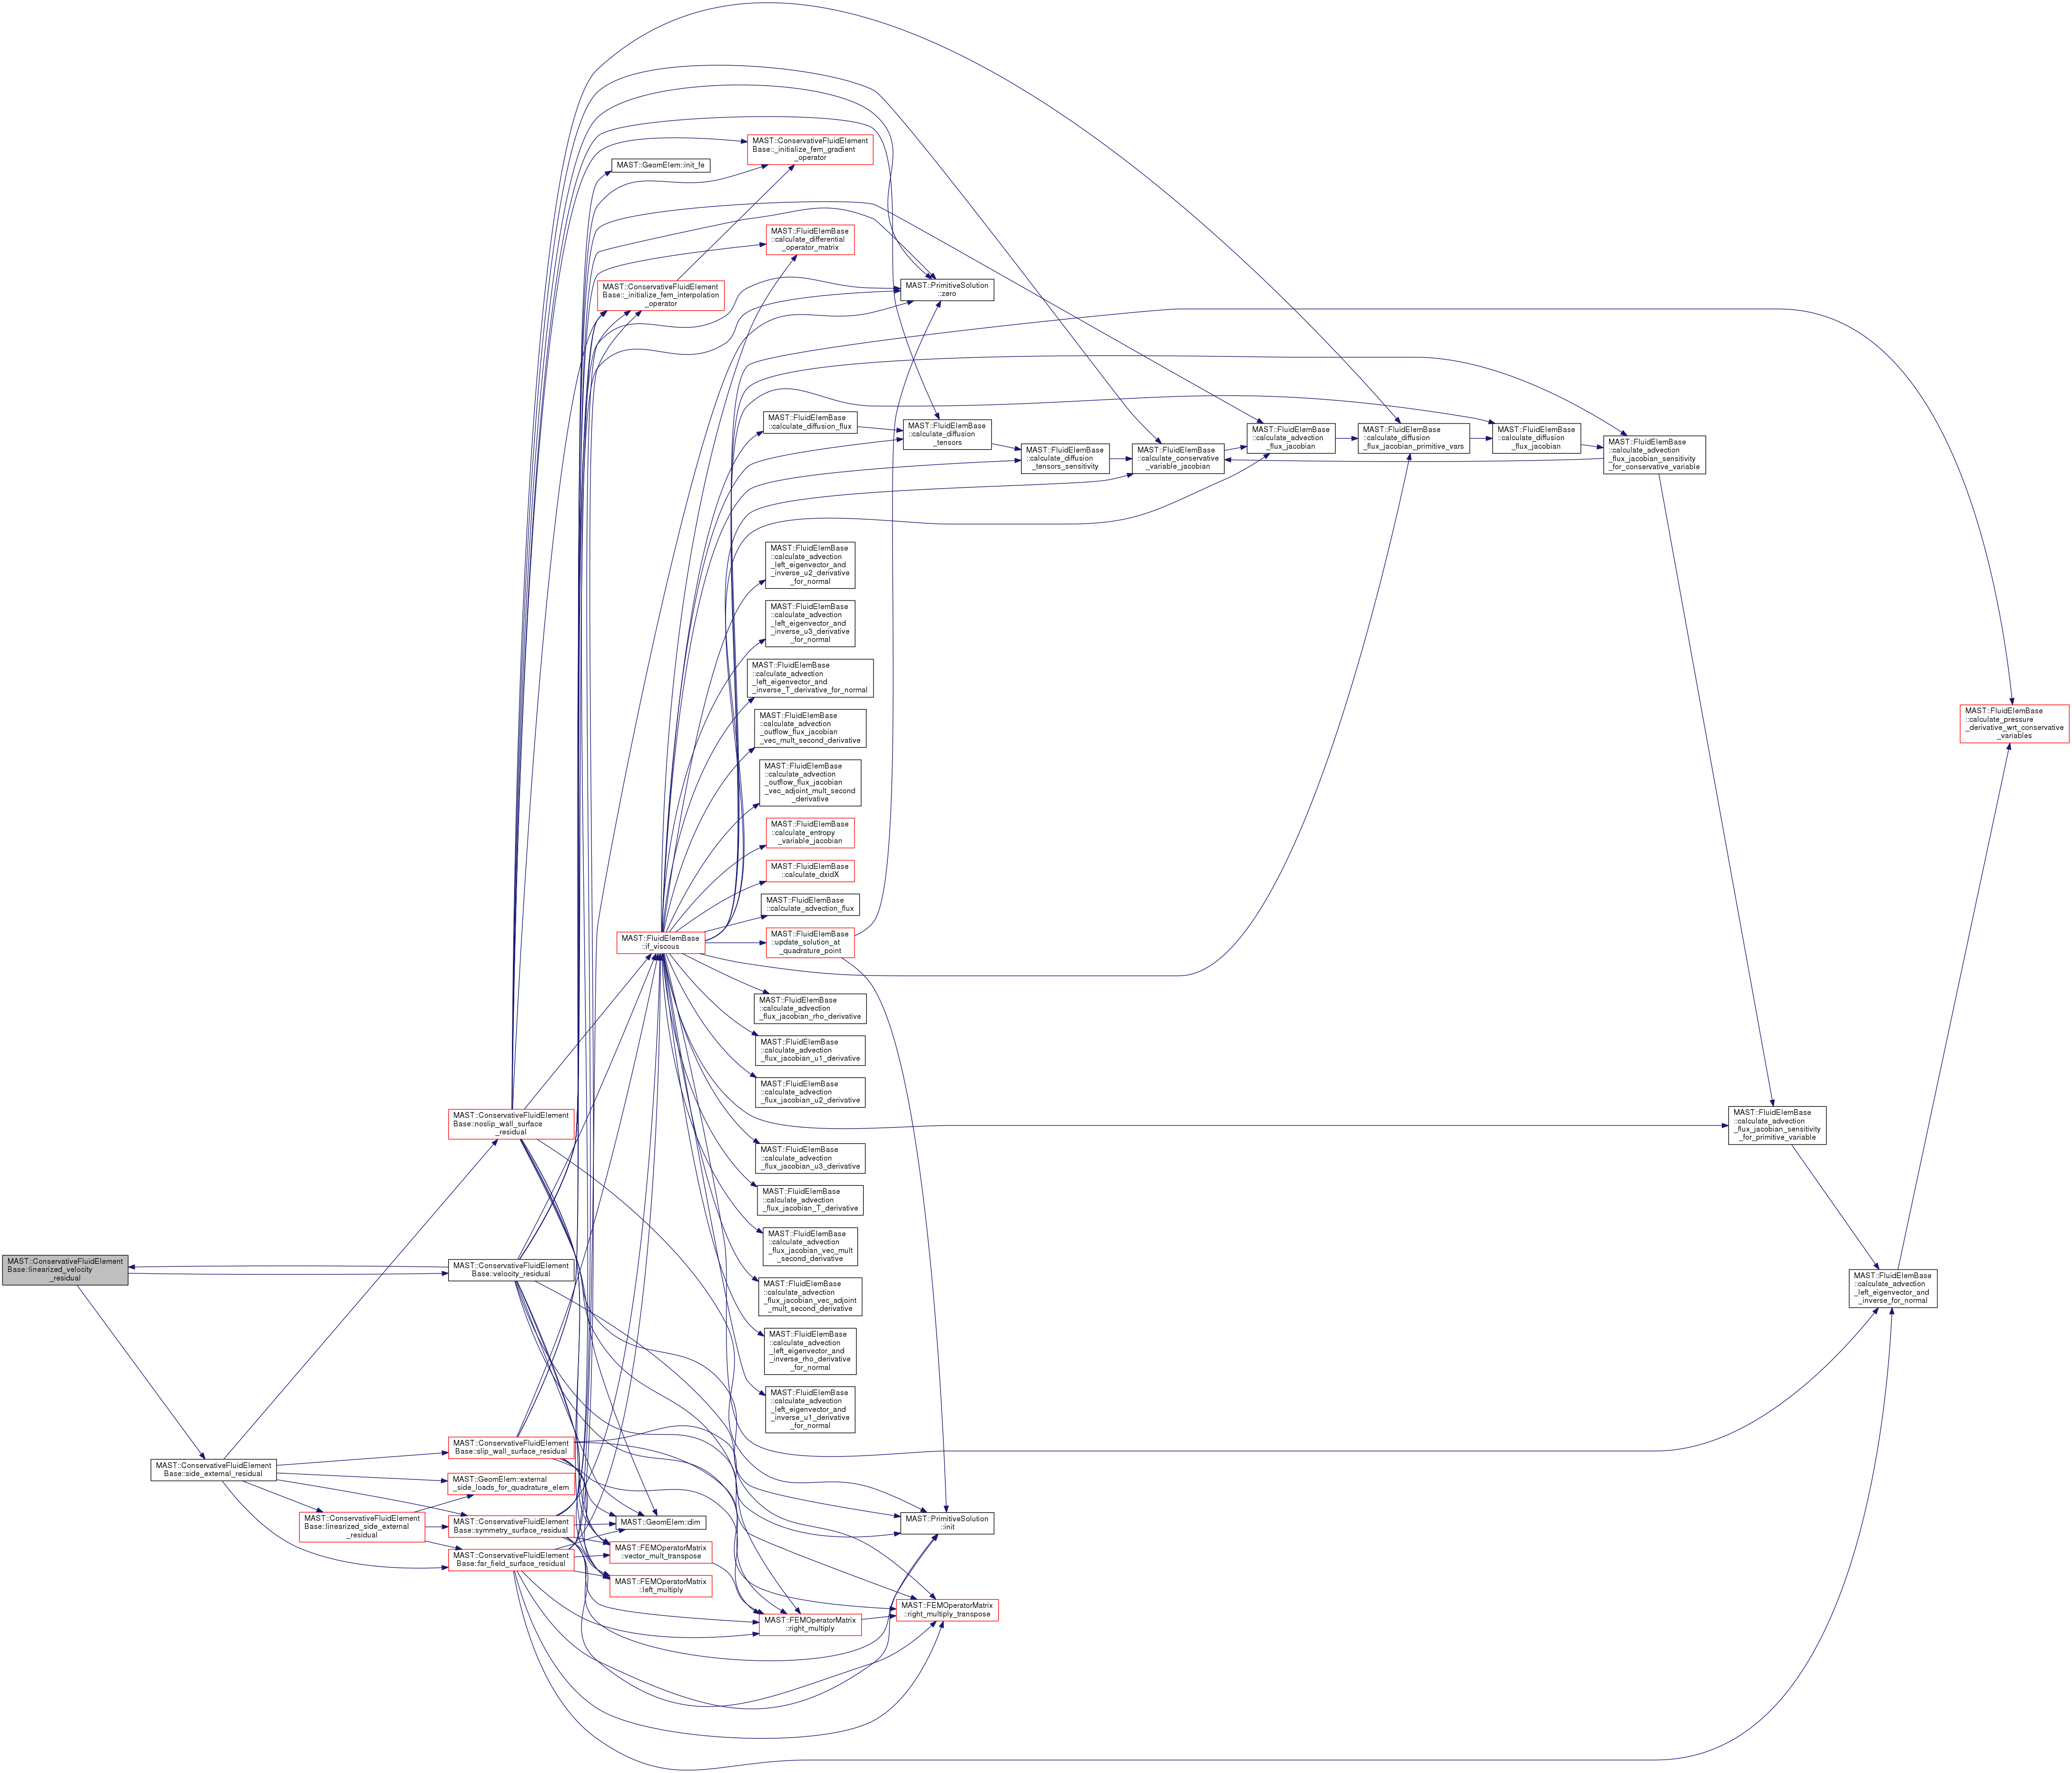 MAST::ConservativeFluidElement
Base::linearized_velocity
_residual
MAST::ConservativeFluidElement
Base::side_external_residual
MAST::ConservativeFluidElement
Base::linearized_side_external
_residual
MAST::ConservativeFluidElement
Base::noslip_wall_surface
_residual
MAST::ConservativeFluidElement
Base::velocity_residual
MAST::ConservativeFluidElement
Base::slip_wall_surface_residual
MAST::GeomElem::external
_side_loads_for_quadrature_elem
MAST::ConservativeFluidElement
Base::symmetry_surface_residual
MAST::ConservativeFluidElement
Base::far_field_surface_residual
MAST::GeomElem::init_fe
MAST::ConservativeFluidElement
Base::_initialize_fem_interpolation
_operator
MAST::FluidElemBase
::if_viscous
MAST::GeomElem::dim
MAST::FEMOperatorMatrix
::vector_mult_transpose
MAST::FEMOperatorMatrix
::left_multiply
MAST::ConservativeFluidElement
Base::_initialize_fem_gradient
_operator
MAST::FluidElemBase
::calculate_differential
_operator_matrix
MAST::FluidElemBase
::calculate_diffusion_flux
MAST::FluidElemBase
::calculate_advection
_left_eigenvector_and
_inverse_u2_derivative
_for_normal
MAST::FluidElemBase
::calculate_advection
_left_eigenvector_and
_inverse_u3_derivative
_for_normal
MAST::FluidElemBase
::calculate_advection
_left_eigenvector_and
_inverse_T_derivative_for_normal
MAST::FluidElemBase
::calculate_advection
_outflow_flux_jacobian
_vec_mult_second_derivative
MAST::FluidElemBase
::calculate_advection
_outflow_flux_jacobian
_vec_adjoint_mult_second
_derivative
MAST::FluidElemBase
::calculate_entropy
_variable_jacobian
MAST::FluidElemBase
::calculate_dxidX
MAST::FluidElemBase
::calculate_advection_flux
MAST::FluidElemBase
::update_solution_at
_quadrature_point
MAST::FluidElemBase
::calculate_advection
_flux_jacobian_rho_derivative
MAST::FluidElemBase
::calculate_advection
_flux_jacobian_u1_derivative
MAST::FluidElemBase
::calculate_advection
_flux_jacobian_u2_derivative
MAST::FluidElemBase
::calculate_advection
_flux_jacobian_u3_derivative
MAST::FluidElemBase
::calculate_advection
_flux_jacobian_T_derivative
MAST::FluidElemBase
::calculate_advection
_flux_jacobian_vec_mult
_second_derivative
MAST::FluidElemBase
::calculate_advection
_flux_jacobian_vec_adjoint
_mult_second_derivative
MAST::FluidElemBase
::calculate_advection
_left_eigenvector_and
_inverse_rho_derivative
_for_normal
MAST::FluidElemBase
::calculate_advection
_left_eigenvector_and
_inverse_u1_derivative
_for_normal
MAST::FEMOperatorMatrix
::right_multiply
MAST::PrimitiveSolution
::zero
MAST::FluidElemBase
::calculate_diffusion
_tensors
MAST::PrimitiveSolution
::init
MAST::FEMOperatorMatrix
::right_multiply_transpose
MAST::FluidElemBase
::calculate_diffusion
_tensors_sensitivity
MAST::FluidElemBase
::calculate_conservative
_variable_jacobian
MAST::FluidElemBase
::calculate_advection
_flux_jacobian
MAST::FluidElemBase
::calculate_diffusion
_flux_jacobian_primitive_vars
MAST::FluidElemBase
::calculate_diffusion
_flux_jacobian
MAST::FluidElemBase
::calculate_advection
_flux_jacobian_sensitivity
_for_conservative_variable
MAST::FluidElemBase
::calculate_advection
_flux_jacobian_sensitivity
_for_primitive_variable
MAST::FluidElemBase
::calculate_advection
_left_eigenvector_and
_inverse_for_normal
MAST::FluidElemBase
::calculate_pressure
_derivative_wrt_conservative
_variables